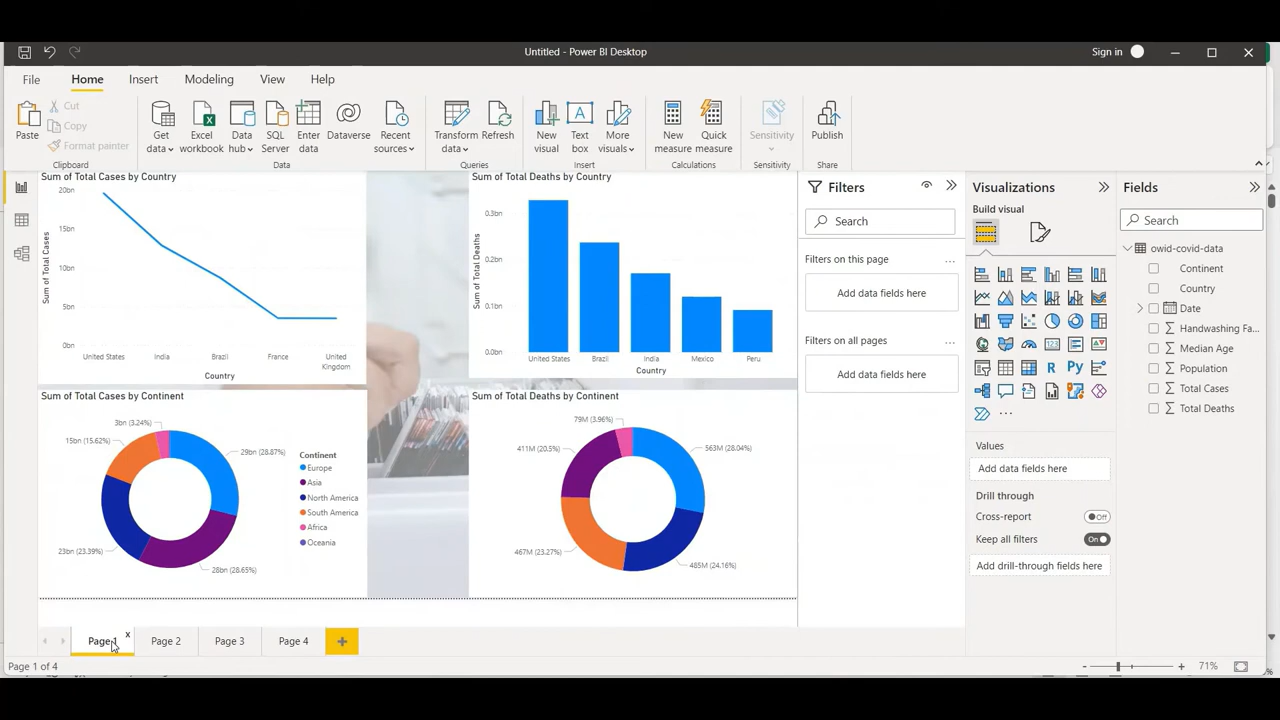 Untitled - Power BI Desktop
Sign in
File Home Insert Modeling View Help
Paste
Cut
Copy
Format painter
Clipboard
Get data
Excel workbook
Data hub
SQL Server
Enter data
Dataverse
Recent sources
Data
Transform data
Refresh
Queries
New visual
Text box
More visuals
Insert
New measure
Quick measure
Calculations
Sensitivity
Sensitivity
Publish
Share
Sum of Total Cases by Country
Sum of Total Cases
20bn
15bn
10bn
5bn
0bn
United States India Brazil France United Kingdom
Country
Sum of Total Deaths by Country
Sum of Total Deaths
0.3bn
0.2bn
0.1bn
0.0bn
United States Brazil India Mexico Peru
Country
Sum of Total Cases by Continent
3bn (3.24%)
15bn (15.62%)
29bn (28.87%)
23bn (23.39%)
28bn (28.65%)
Continent
Europe
Asia
North America
South America
Africa
Oceania
Sum of Total Deaths by Continent
79M (3.96%)
411M (20.5%)
563M (28.04%)
467M (23.27%)
485M (24.16%)
Filters
Search
Filters on this page
Add data fields here
Filters on all pages
Add data fields here
Visualizations
Build visual
R
Py
123
Values
Add data fields here
Drill through
Cross-report
Off
Keep all filters
On
Add drill-through fields here
Fields
Search
owid-covid-data
Continent
Country
Date
Handwashing Fa...
Median Age
Population
Total Cases
Total Deaths
Page 1 x
Page 2
Page 3
Page 4
+
Page 1 of 4
- + 71%